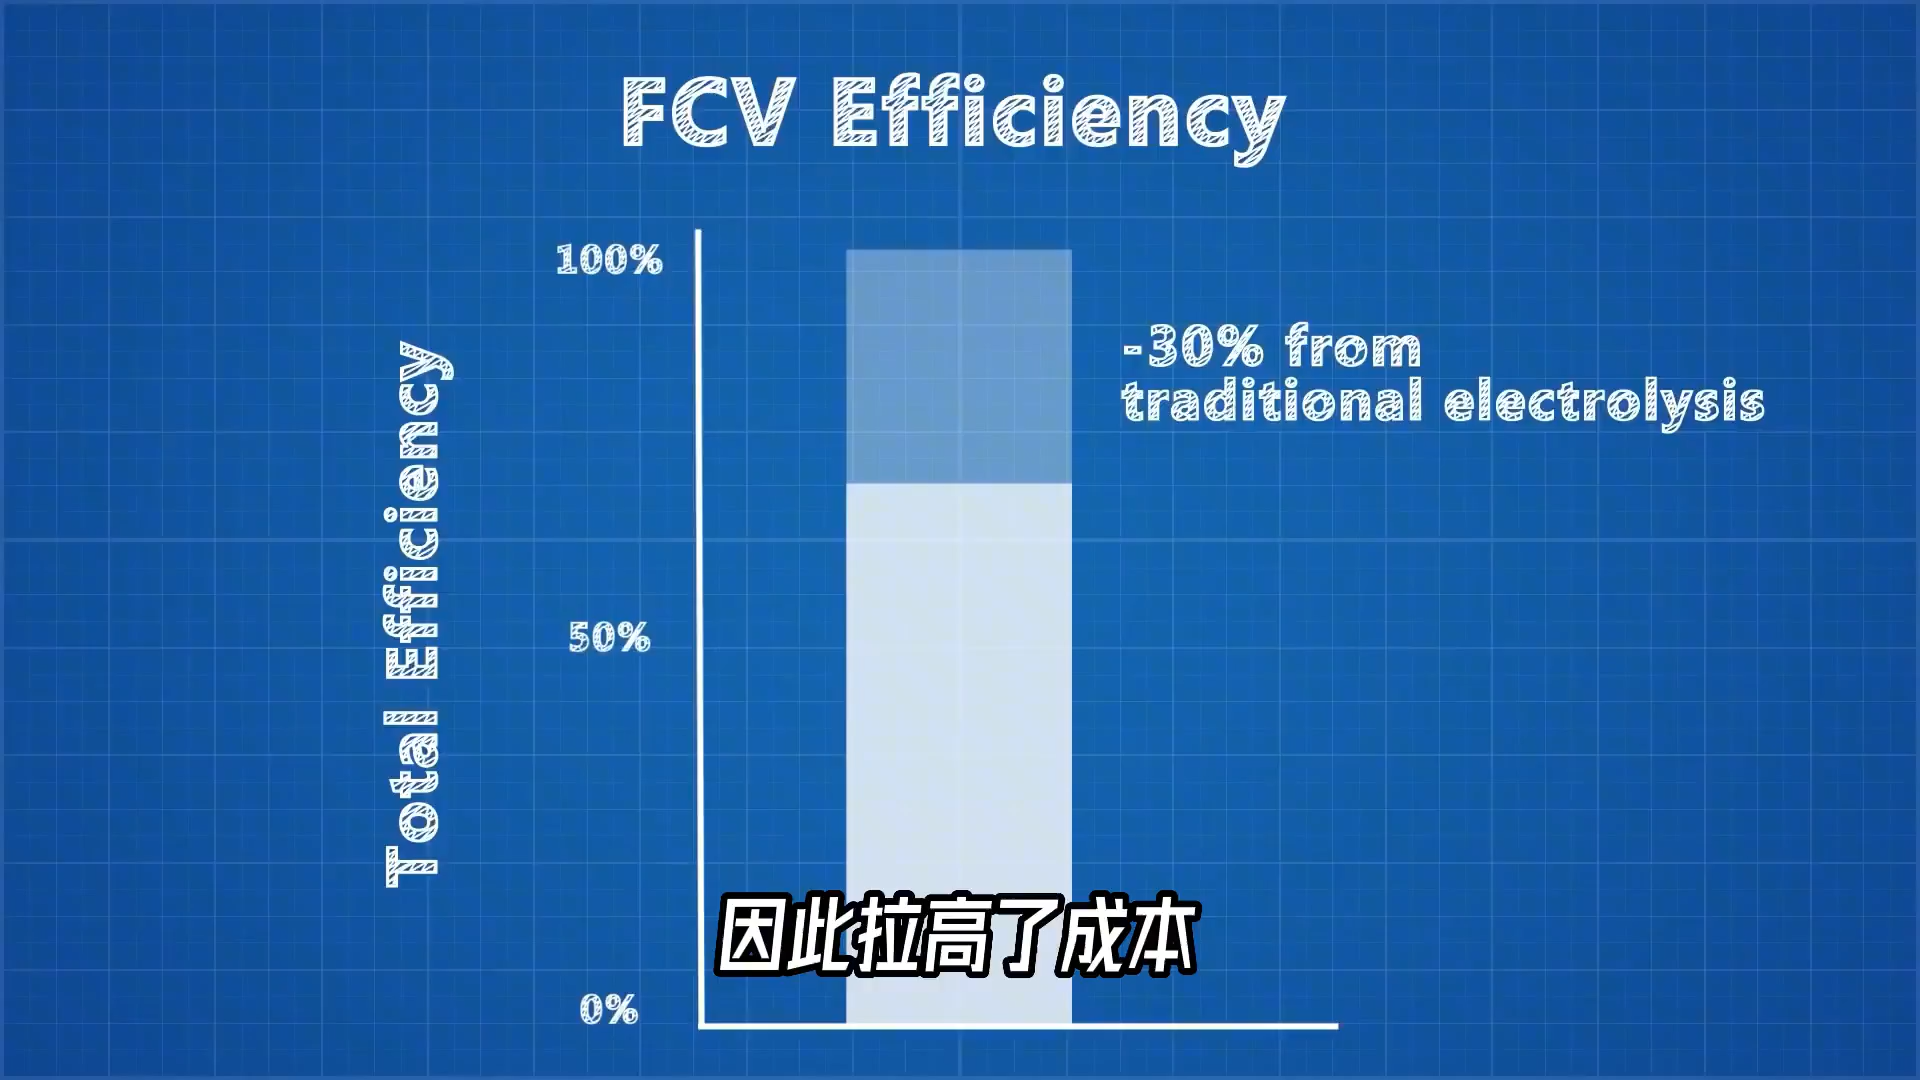 FCV Efficiency
100%
-30% from
traditional electrolysis
Total Efficiency
50%
因此拉高了成本
0%